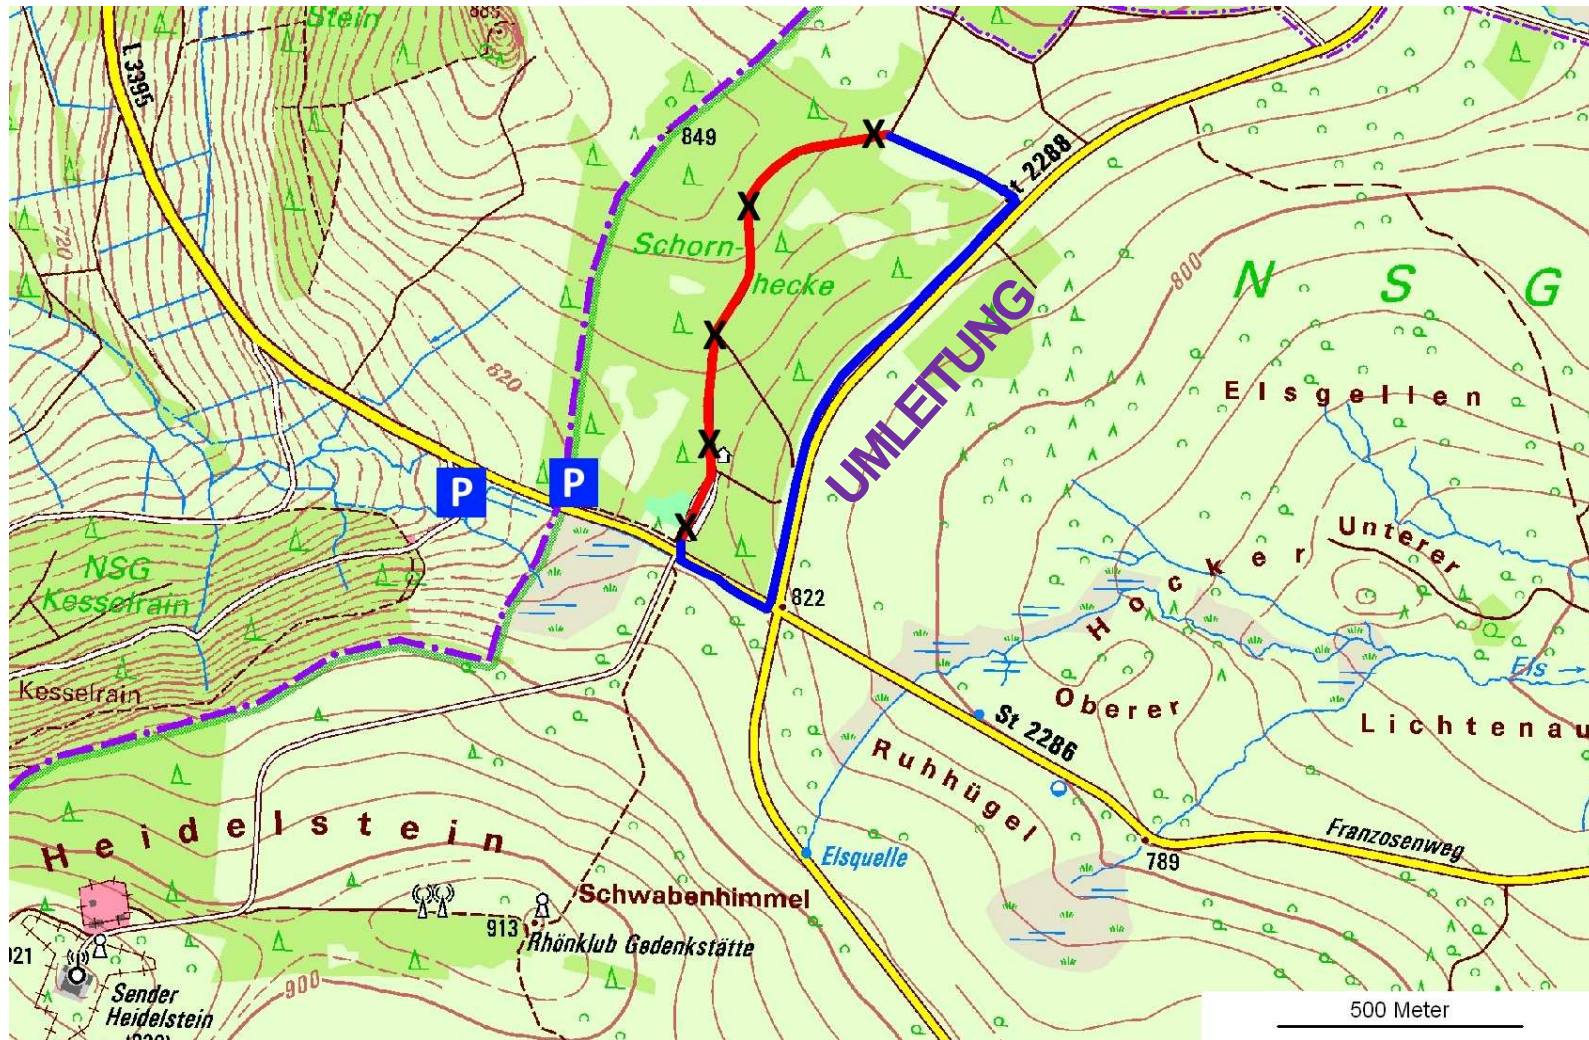 Stein
L 3395
849
St 2288
720
Schorn-
hecke
800
N S G
UMLEITUNG
820
Elsgellen
P
P
Unterer
Hocker
NSG
Kesselrain
822
Els
Kesselrain
Oberer
St 2286
Lichtenau
Ruhhügel
Heidelstein
Franzosenweg
Elsquelle
789
Schwabenhimmel
913
Rhönklub Gedenkstätte
900
Sender
Heidelstein
500 Meter